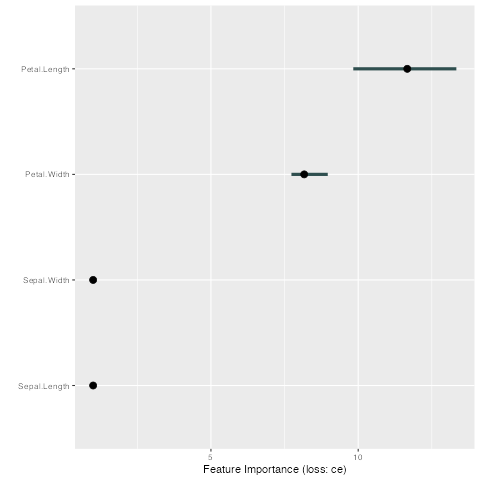 Petal.Length
Petal.Width
Sepal.Width
Sepal.Length
5
10
Feature Importance (loss: ce)